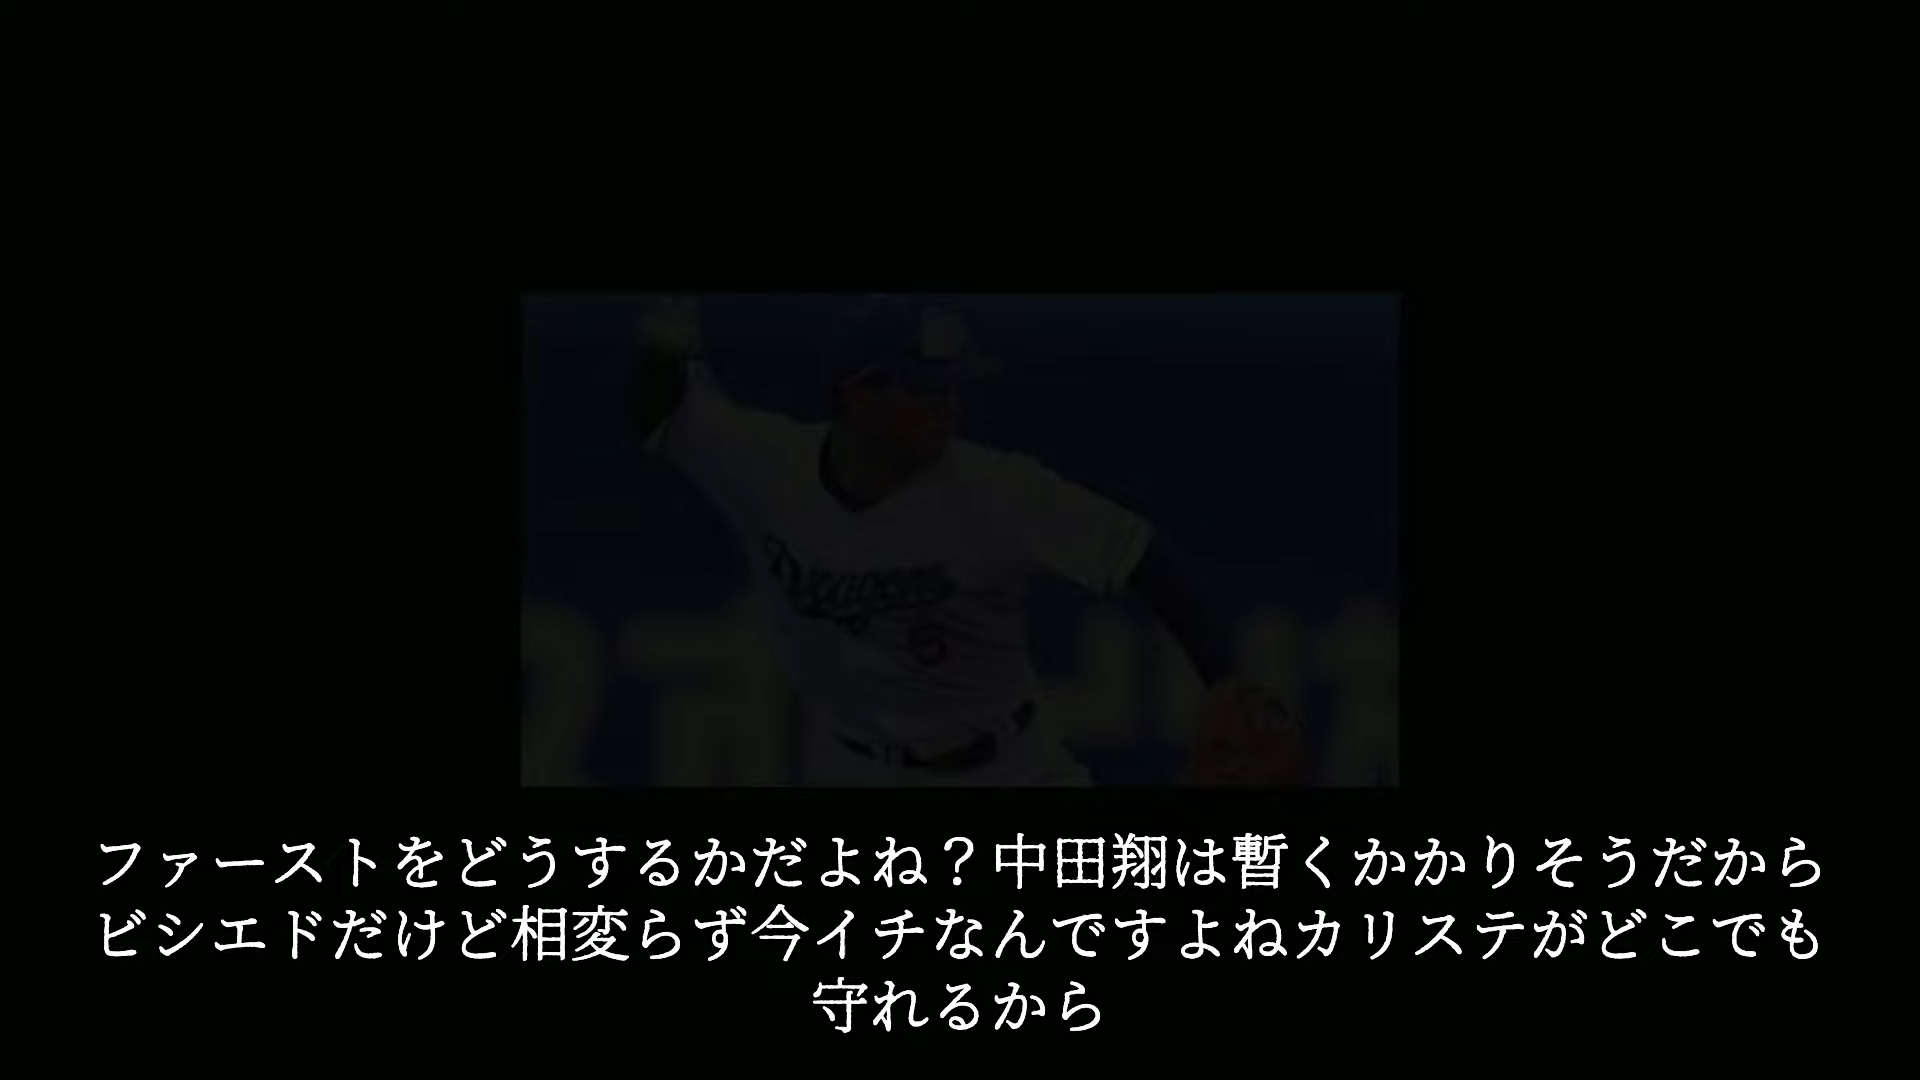 ファーストをどうするかだよね？中田翔は暫くかかりそうだから
ビシエドだけど相変らず今イチなんですよねカリステがどこでも
守れるから
Dragons
5